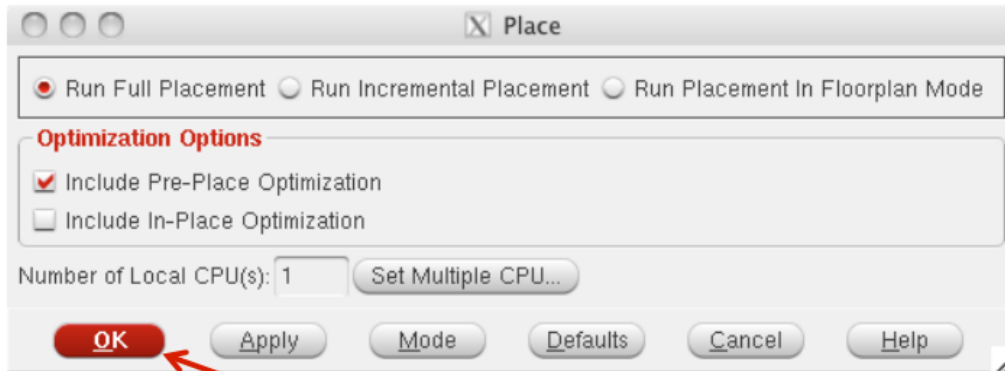 Place
Run Full Placement Run Incremental Placement Run Placement In Floorplan Mode
Optimization Options
Include Pre-Place Optimization
Include In-Place Optimization
Number of Local CPU(s): 1 Set Multiple CPU...
OK Apply Mode Defaults Cancel Help